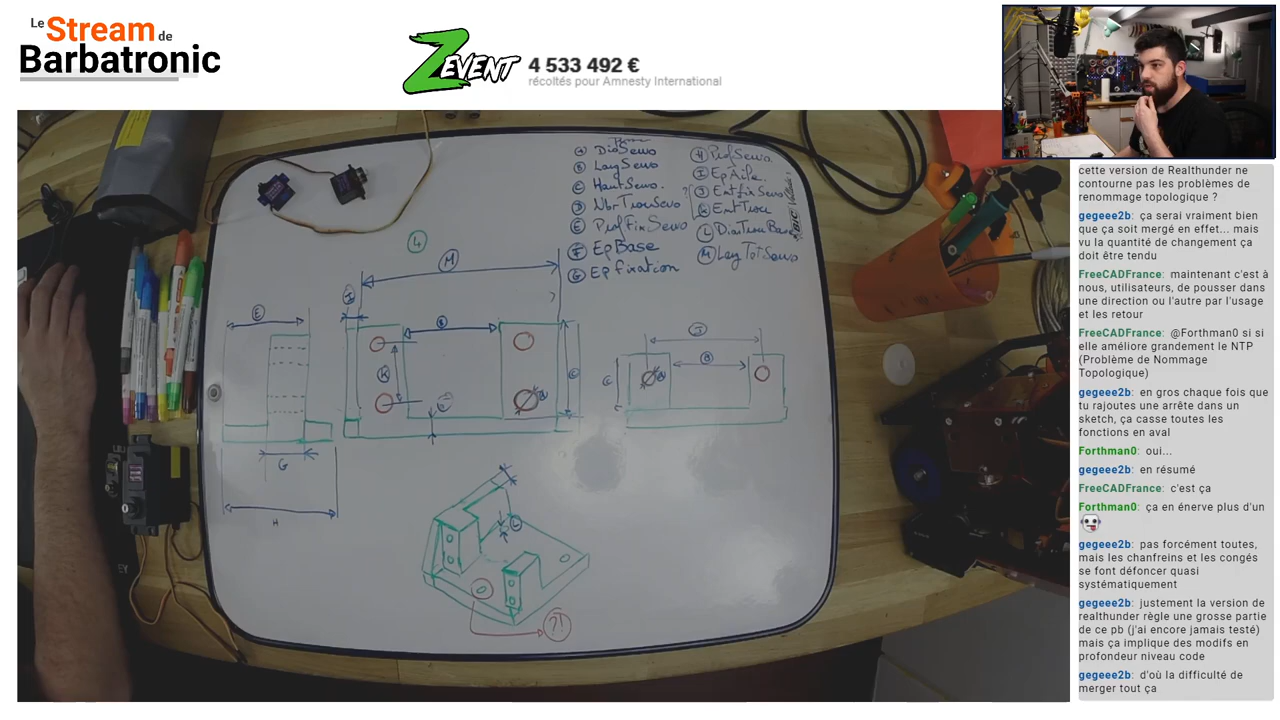 Le
Stream de
Barbatronic
ZEVENT
4 533 492 €
récoltés pour Amnesty International
A DiaServo
B LargServo
C HautServo.
D NbrTrouServo
E ProfFixServo
F EpBase
G EpFixation
H ProfServo
I EpAile.
J EntfixServo
K EntTrou
L DiaTrouBase
M LargTotServo
BIC Velleda
4
M
I
E
B
K
C
G
H
J
B
C
L
?!
cette version de Realthunder ne
contourne pas les problèmes de
renommage topologique ?
gegeee2b: ça serai vraiment bien
que ça soit mergé en effet... mais
vu la quantité de changement ça
doit être tendu
FreeCADFrance: maintenant c'est à
nous, utilisateurs, de pousser dans
une direction ou l'autre par l'usage
et les retour
FreeCADFrance: @Forthman0 si si
elle améliore grandement le NTP
(Problème de Nommage
Topologique)
gegeee2b: en gros chaque fois que
tu rajoutes une arrête dans un
sketch, ça casse toutes les
fonctions en aval
Forthman0: oui...
gegeee2b: en résumé
FreeCADFrance: c'est ça
Forthman0: ça en énerve plus d'un
gegeee2b: pas forcément toutes,
mais les chanfreins et les congés
se font défoncer quasi
systématiquement
gegeee2b: justement la version de
realthunder règle une grosse partie
de ce pb (j'ai encore jamais testé)
mais ça implique des modifs en
profondeur niveau code
gegeee2b: d'où la difficulté de
merger tout ça